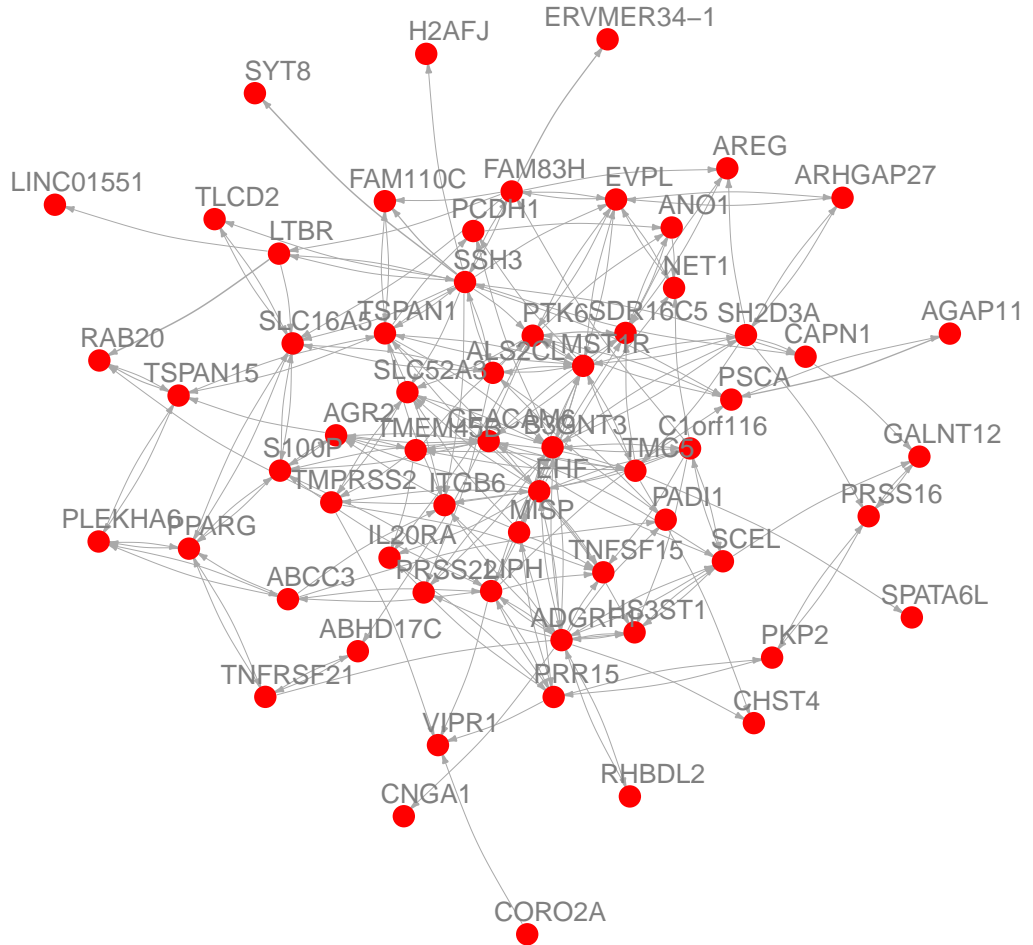 ERVMER34−1
H2AFJ
SYT8
AREG
FAM83H
EVPL
ARHGAP27
LINC01551
TLCD2
FAM110C
PCDH1
ANO1
LTBR
SSH3
NET1
TSPAN1
PTK6
SDR16C5
SH2D3A
AGAP11
SLC16A5
CAPN1
RAB20
ALS2CL
MST1R
TSPAN15
SLC52A3
PSCA
AGR2
TMEM45B
CEACAM6
B3GNT3
C1orf116
GALNT12
S100P
TMC5
EHF
TMPRSS2
ITGB6
PADI1
PRSS16
PLEKHA6
PPARG
MISP
IL20RA
TNFSF15
SCEL
ABCC3
PRSS22
LIPH
SPATA6L
ADGRF1
HS3ST1
ABHD17C
PKP2
TNFRSF21
PRR15
CHST4
VIPR1
RHBDL2
CNGA1
CORO2A